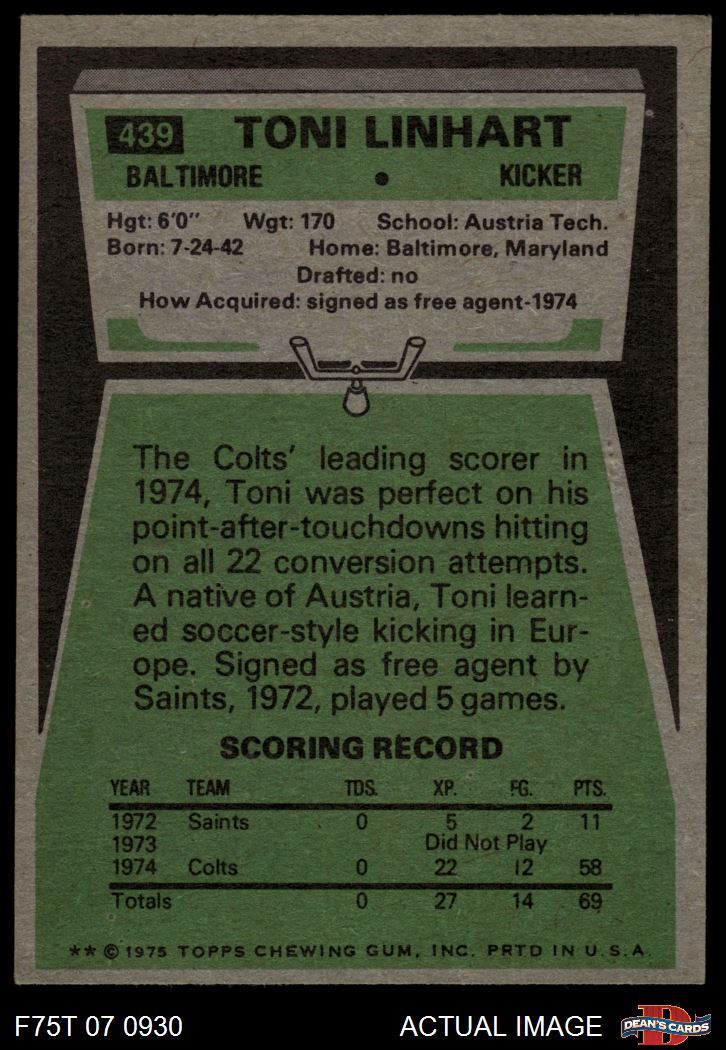 439 TONI LINHART
BALTIMORE • KICKER
Hgt: 6'0" Wgt: 170 School: Austria Tech.
Born: 7-24-42 Home: Baltimore, Maryland
Drafted: no
How Acquired: signed as free agent-1974
The Colts' leading scorer in
1974, Toni was perfect on his
point-after-touchdowns hitting
on all 22 conversion attempts.
A native of Austria, Toni learn-
ed soccer-style kicking in Eur-
ope. Signed as free agent by
Saints, 1972, played 5 games.
SCORING RECORD
YEAR TEAM TDS. XP. FG. PTS.
1972 Saints 0 5 2 11
1973 Did Not Play
1974 Colts 0 22 12 58
Totals 0 27 14 69
** © 1975 TOPPS CHEWING GUM, INC. PRTD IN U.S.A.
F75T 07 0930 ACTUAL IMAGE D DEAN'S CARDS